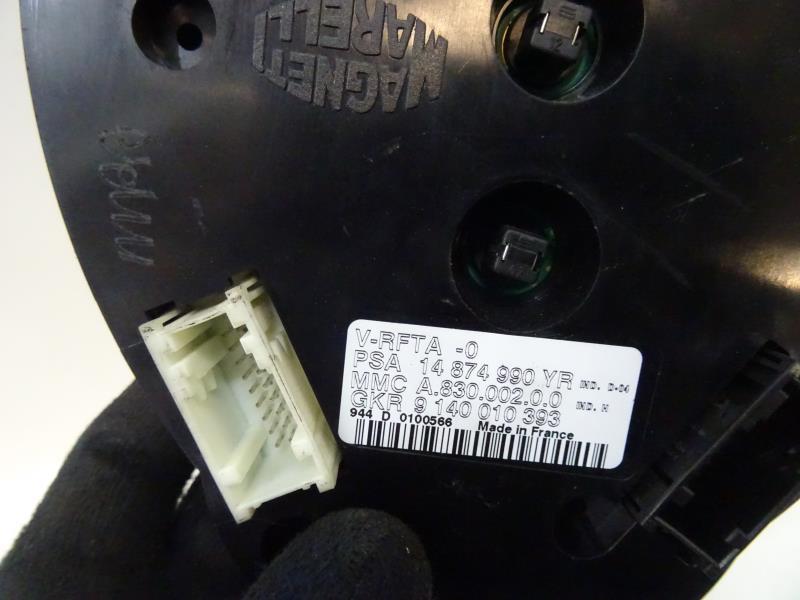 MAGNETI
MARELLI
V-RFTA -0
PSA 14 874 990 YR IND. D-04
MMC A.830.002.0.0
GKR 9 140 010 393 IND. H
944 D 0100566 Made in France